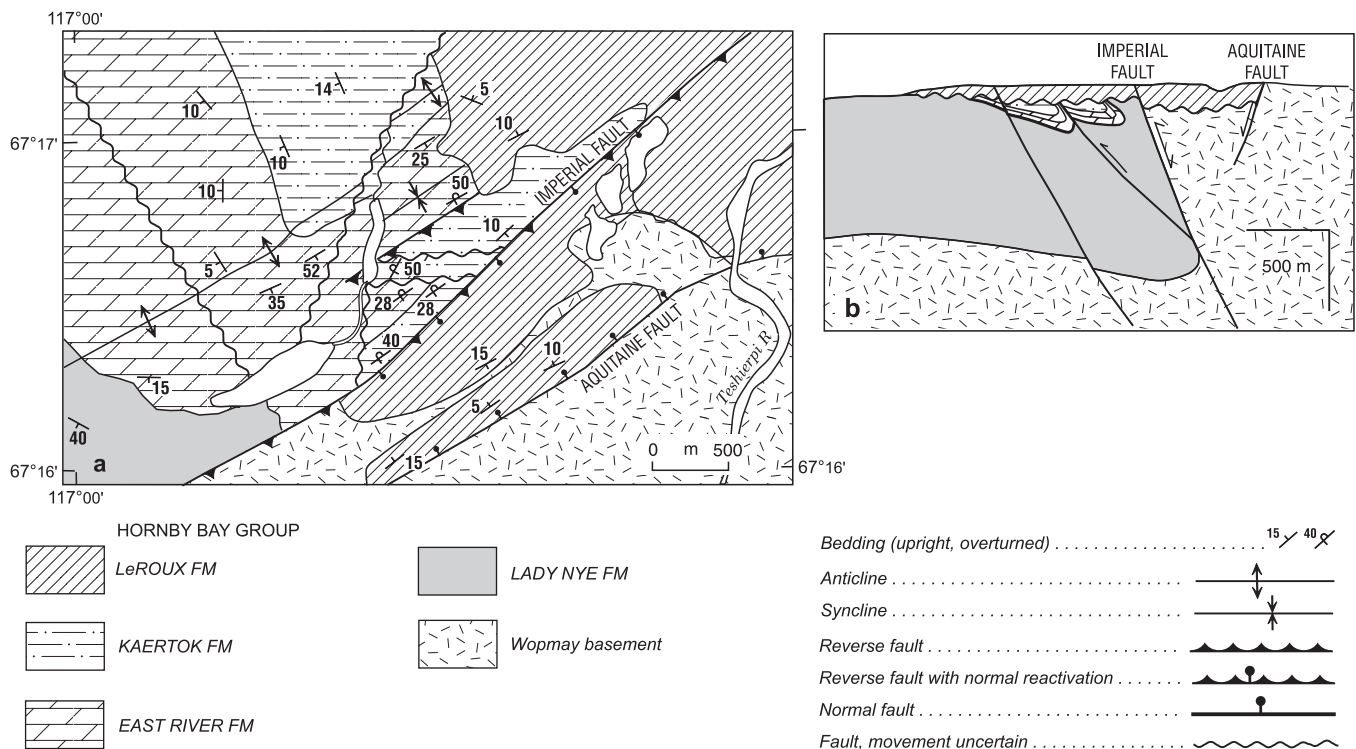 117°00'
67°17'
67°16'
117°00'
67°16'
10
14
10
10
5
52
35
15
40
5
10
25
50
10
50
28
28
40
15
10
5
15
IMPERIAL FAULT
AQUITAINE FAULT
Teshierpi R
0 m 500
a
IMPERIAL
FAULT
AQUITAINE
FAULT
500 m
b
HORNBY BAY GROUP
LeROUX FM
KAERTOK FM
EAST RIVER FM
LADY NYE FM
Wopmay basement
Bedding (upright, overturned) . . . . . . . . . . . . . . . . . . . . . . . 15 40
Anticline
Syncline
Reverse fault
Reverse fault with normal reactivation
Normal fault
Fault, movement uncertain